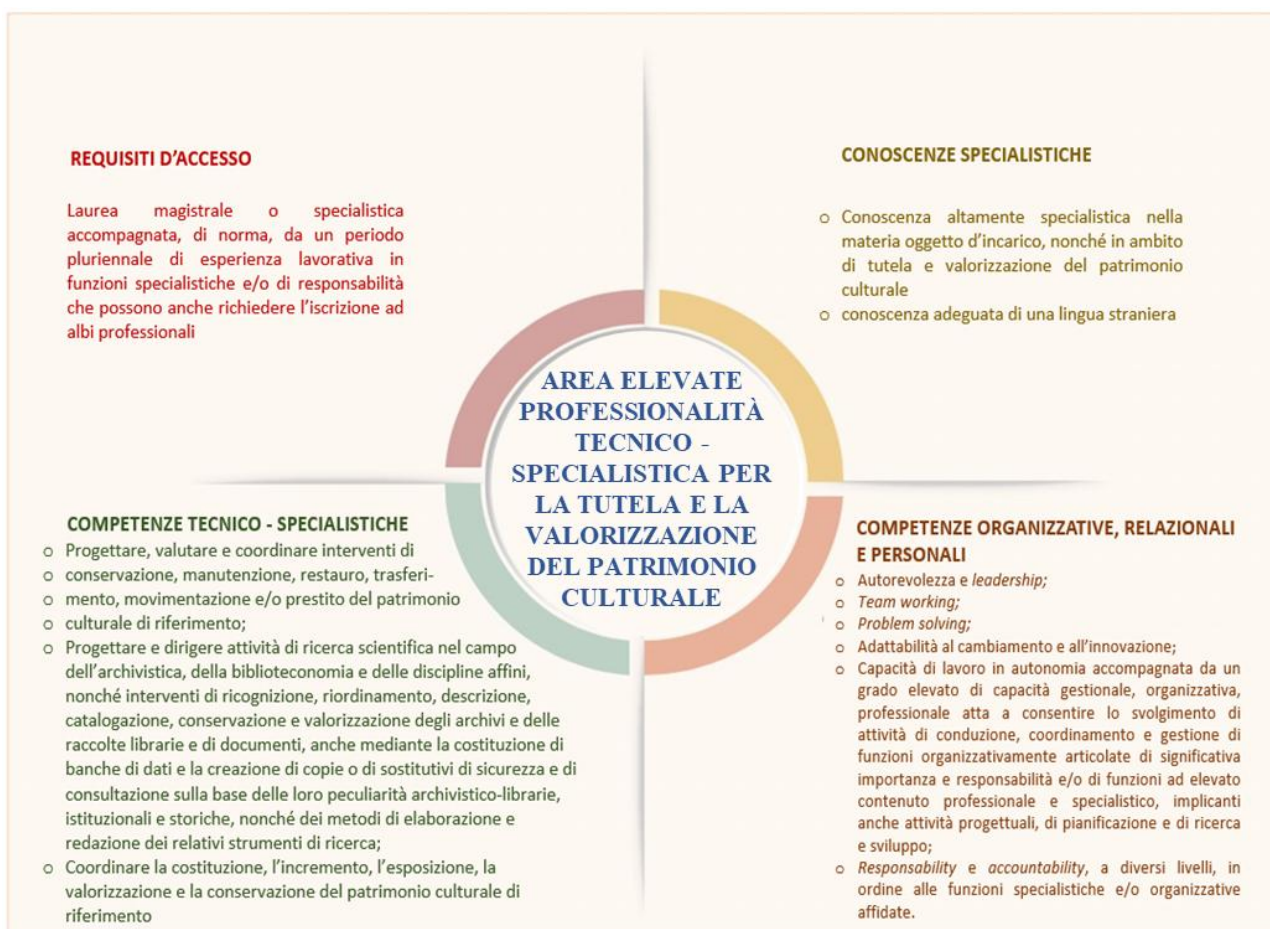 REQUISITI D'ACCESSO
Laurea magistrale o specialistica
accompagnata, di norma, da un periodo
pluriennale di esperienza lavorativa in
funzioni specialistiche e/o di responsabilità
che possono anche richiedere l'iscrizione ad
albi professionali
CONOSCENZE SPECIALISTICHE
o Conoscenza altamente specialistica nella
materia oggetto d'incarico, nonché in ambito
di tutela e valorizzazione del patrimonio
culturale
o conoscenza adeguata di una lingua straniera
AREA ELEVATE
PROFESSIONALITÀ
TECNICO -
SPECIALISTICA PER
LA TUTELA E LA
VALORIZZAZIONE
DEL PATRIMONIO
CULTURALE
COMPETENZE TECNICO - SPECIALISTICHE
o Progettare, valutare e coordinare interventi di
o conservazione, manutenzione, restauro, trasferi-
o mento, movimentazione e/o prestito del patrimonio
o culturale di riferimento;
o Progettare e dirigere attività di ricerca scientifica nel campo
dell'archivistica, della biblioteconomia e delle discipline affini,
nonché interventi di ricognizione, riordinamento, descrizione,
catalogazione, conservazione e valorizzazione degli archivi e delle
raccolte librarie e di documenti, anche mediante la costituzione di
banche di dati e la creazione di copie o di sostitutivi di sicurezza e di
consultazione sulla base delle loro peculiarità archivistico-librarie,
istituzionali e storiche, nonché dei metodi di elaborazione e
redazione dei relativi strumenti di ricerca;
o Coordinare la costituzione, l'incremento, l'esposizione, la
valorizzazione e la conservazione del patrimonio culturale di
riferimento
COMPETENZE ORGANIZZATIVE, RELAZIONALI
E PERSONALI
o Autorevolezza e leadership;
o Team working;
o Problem solving;
o Adattabilità al cambiamento e all'innovazione;
o Capacità di lavoro in autonomia accompagnata da un
grado elevato di capacità gestionale, organizzativa,
professionale atta a consentire lo svolgimento di
attività di conduzione, coordinamento e gestione di
funzioni organizzativamente articolate di significativa
importanza e responsabilità e/o di funzioni ad elevato
contenuto professionale e specialistico, implicanti
anche attività progettuali, di pianificazione e di ricerca
e sviluppo;
o Responsability e accountability, a diversi livelli, in
ordine alle funzioni specialistiche e/o organizzative
affidate.